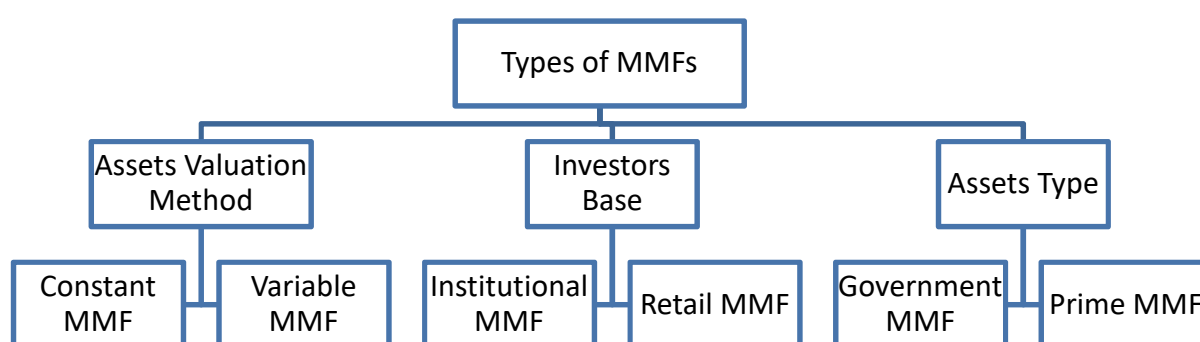 Types of MMFs
Assets Valuation
Method
Investors
Base
Assets Type
Constant
MMF
Variable
MMF
Institutional
MMF
Retail MMF
Government
MMF
Prime MMF